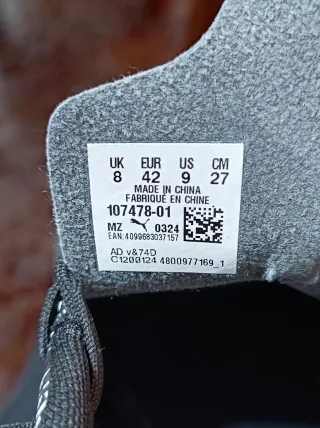 UK EUR US CM
8 42 9 27
MADE IN CHINA
FABRIQUÉ EN CHINE
107478-01
MZ 0324
EAN:4099683037157
AD v&74D
C1200124 4800977169_1